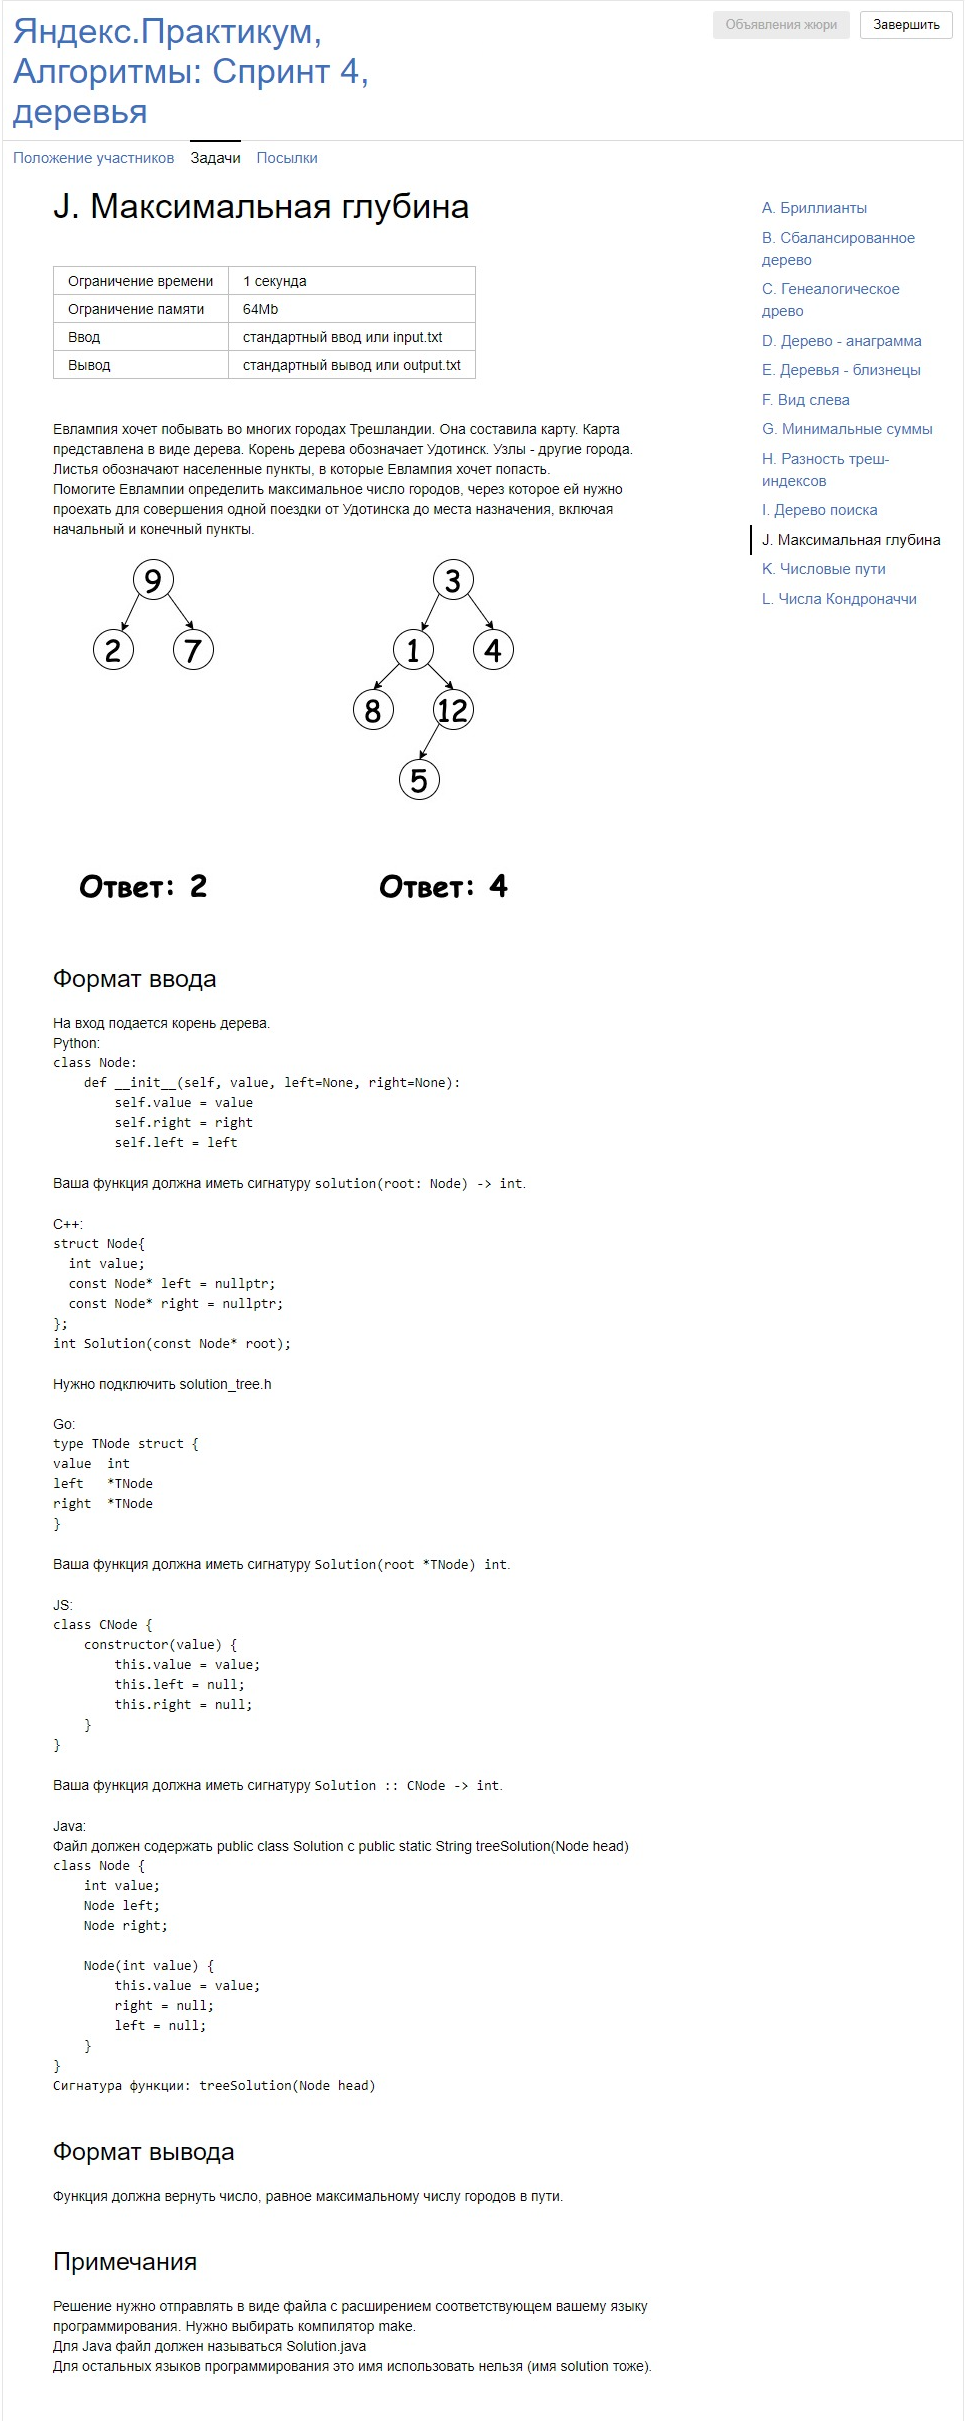 Яндекс.Практикум,
Алгоритмы: Спринт 4,
деревья
Объявления жюри
Завершить
Положение участников Задачи Посылки
J. Максимальная глубина
Ограничение времени 1 секунда
Ограничение памяти 64Mb
Ввод стандартный ввод или input.txt
Вывод стандартный вывод или output.txt
Евлампия хочет побывать во многих городах Трешландии. Она составила карту. Карта
представлена в виде дерева. Корень дерева обозначает Удотинск. Узлы - другие города.
Листья обозначают населенные пункты, в которые Евлампия хочет попасть.
Помогите Евлампии определить максимальное число городов, через которое ей нужно
проехать для совершения одной поездки от Удотинска до места назначения, включая
начальный и конечный пункты.
9 3
2 7 1 4
8 12
5
Ответ: 2 Ответ: 4
Формат ввода
На вход подается корень дерева.
Python:
class Node:
    def __init__(self, value, left=None, right=None):
        self.value = value
        self.right = right
        self.left = left
Ваша функция должна иметь сигнатуру solution(root: Node) -> int.
C++:
struct Node{
  int value;
  const Node* left = nullptr;
  const Node* right = nullptr;
};
int Solution(const Node* root);
Нужно подключить solution_tree.h
Go:
type TNode struct {
value  int
left   *TNode
right  *TNode
}
Ваша функция должна иметь сигнатуру Solution(root *TNode) int.
JS:
class CNode {
    constructor(value) {
        this.value = value;
        this.left = null;
        this.right = null;
    }
}
Ваша функция должна иметь сигнатуру Solution :: CNode -> int.
Java:
Файл должен содержать public class Solution с public static String treeSolution(Node head)
class Node {
    int value;
    Node left;
    Node right;
    Node(int value) {
        this.value = value;
        right = null;
        left = null;
    }
}
Сигнатура функции: treeSolution(Node head)
Формат вывода
Функция должна вернуть число, равное максимальному числу городов в пути.
Примечания
Решение нужно отправлять в виде файла с расширением соответствующем вашему языку
программирования. Нужно выбирать компилятор make.
Для Java файл должен называться Solution.java
Для остальных языков программирования это имя использовать нельзя (имя solution тоже).
A. Бриллианты
B. Сбалансированное
дерево
C. Генеалогическое
древо
D. Дерево - анаграмма
E. Деревья - близнецы
F. Вид слева
G. Минимальные суммы
H. Разность треш-
индексов
I. Дерево поиска
J. Максимальная глубина
K. Числовые пути
L. Числа Кондроначчи